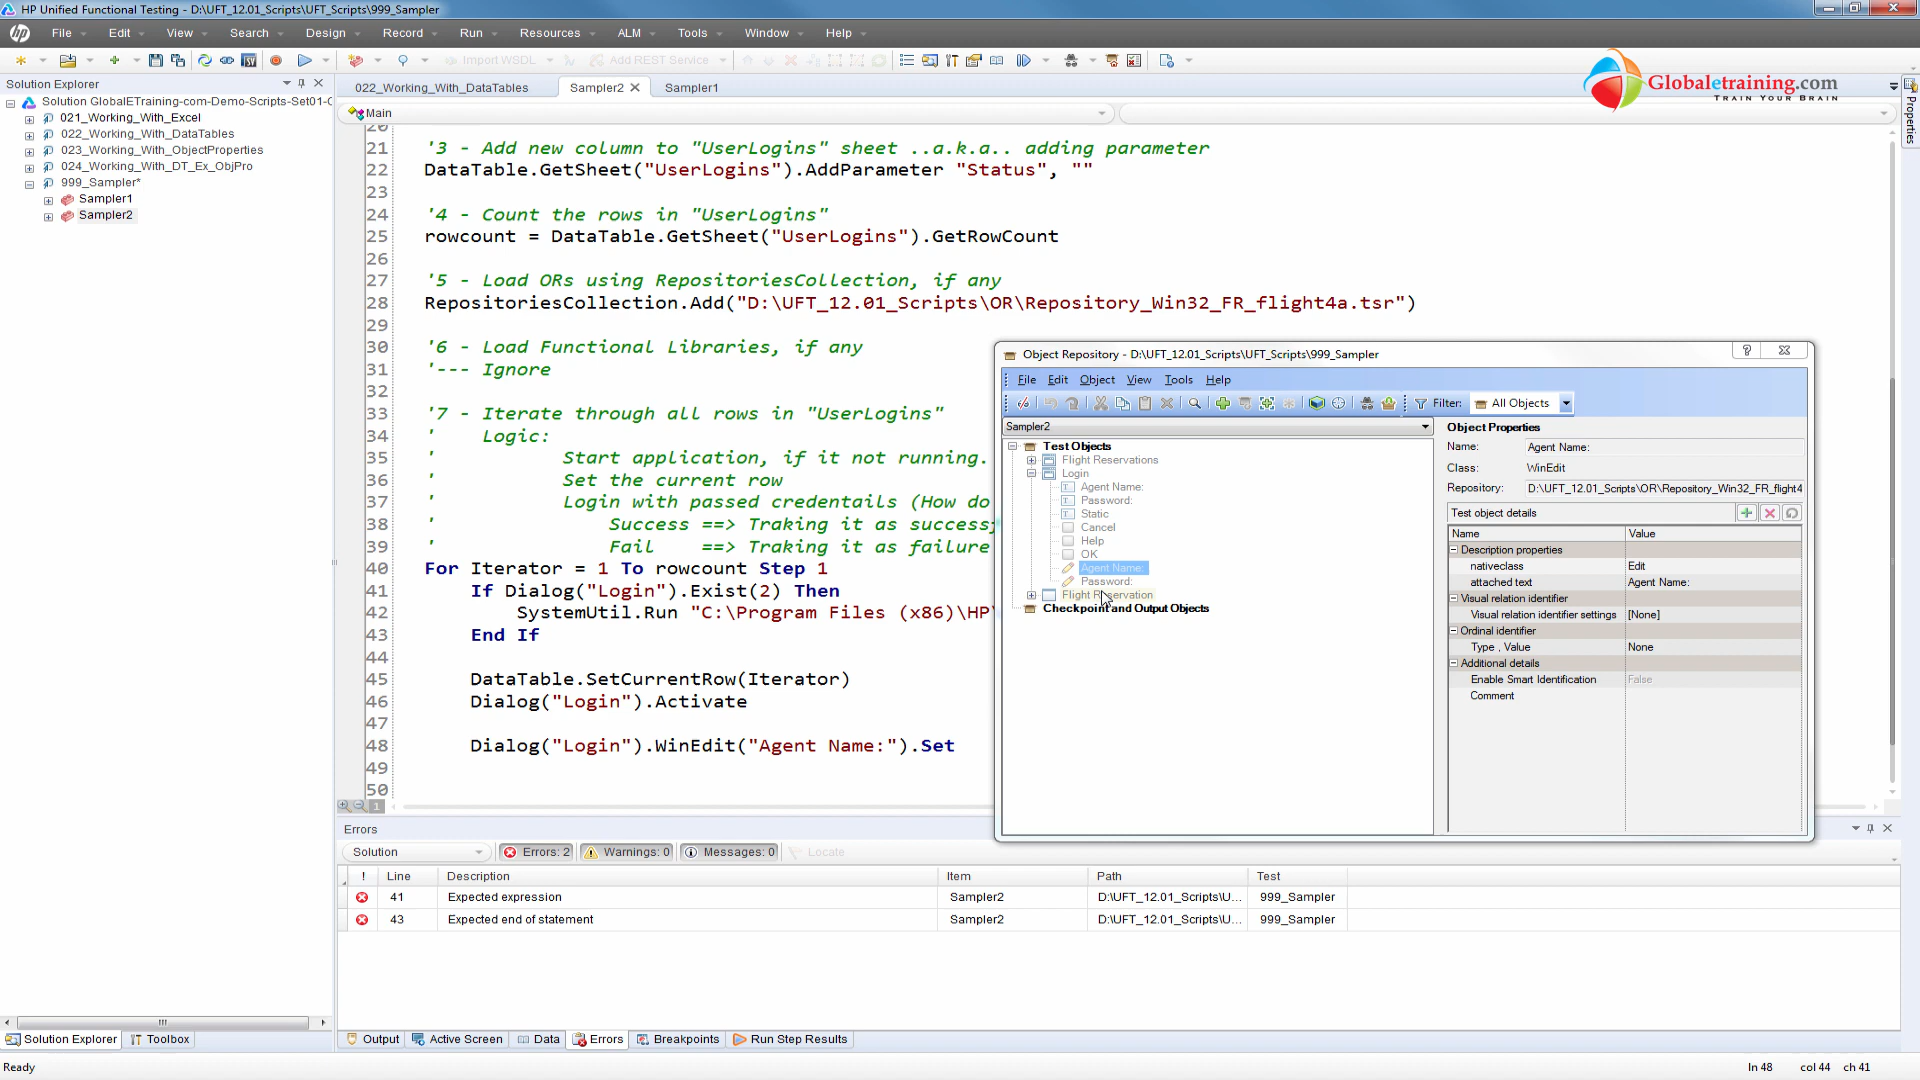 HP Unified Functional Testing - D:\UFT_12.01_Scripts\UFT_Scripts\999_Sampler
File Edit View Search Design Record Run Resources ALM Tools Window Help
Import WSDL Add REST Service
Globaletraining.com
TRAIN YOUR BRAIN
Solution Explorer
022_Working_With_DataTables Sampler2 Sampler1
Properties
Solution GlobalETraining-com-Demo-Scripts-Set01-C
021_Working_With_Excel
022_Working_With_DataTables
023_Working_With_ObjectProperties
024_Working_With_DT_Ex_ObjPro
999_Sampler*
Sampler1
Sampler2
Main
20
21 '3 - Add new column to "UserLogins" sheet ..a.k.a.. adding parameter
22 DataTable.GetSheet("UserLogins").AddParameter "Status", ""
23
24 '4 - Count the rows in "UserLogins"
25 rowcount = DataTable.GetSheet("UserLogins").GetRowCount
26
27 '5 - Load ORs using RepositoriesCollection, if any
28 RepositoriesCollection.Add("D:\UFT_12.01_Scripts\OR\Repository_Win32_FR_flight4a.tsr")
29
30 '6 - Load Functional Libraries, if any
31 '--- Ignore
32
33 '7 - Iterate through all rows in "UserLogins"
34 ' Logic:
35 ' Start application, if it not running.
36 ' Set the current row
37 ' Login with passed credentails (How do
38 ' Success ==> Traking it as success
39 ' Fail ==> Traking it as failure
40 For Iterator = 1 To rowcount Step 1
41 If Dialog("Login").Exist(2) Then
42 SystemUtil.Run "C:\Program Files (x86)\HP\
43 End If
44
45 DataTable.SetCurrentRow(Iterator)
46 Dialog("Login").Activate
47
48 Dialog("Login").WinEdit("Agent Name:").Set
49
50
1
Object Repository - D:\UFT_12.01_Scripts\UFT_Scripts\999_Sampler
File Edit Object View Tools Help
Filter: All Objects
Sampler2
Test Objects
Flight Reservations
Login
Agent Name:
Password:
Static
Cancel
Help
OK
Agent Name:
Password:
Flight Reservation
Checkpoint and Output Objects
Object Properties
Name: Agent Name:
Class: WinEdit
Repository: D:\UFT_12.01_Scripts\OR\Repository_Win32_FR_flight4
Test object details
Name Value
Description properties
nativeclass Edit
attached text Agent Name:
Visual relation identifier
Visual relation identifier settings [None]
Ordinal identifier
Type , Value None
Additional details
Enable Smart Identification False
Comment
Errors
Solution Errors: 2 Warnings: 0 Messages: 0 Locate
! Line Description Item Path Test
41 Expected expression Sampler2 D:\UFT_12.01_Scripts\U... 999_Sampler
43 Expected end of statement Sampler2 D:\UFT_12.01_Scripts\U... 999_Sampler
Solution Explorer Toolbox
Output Active Screen Data Errors Breakpoints Run Step Results
Ready
ln 48 col 44 ch 41